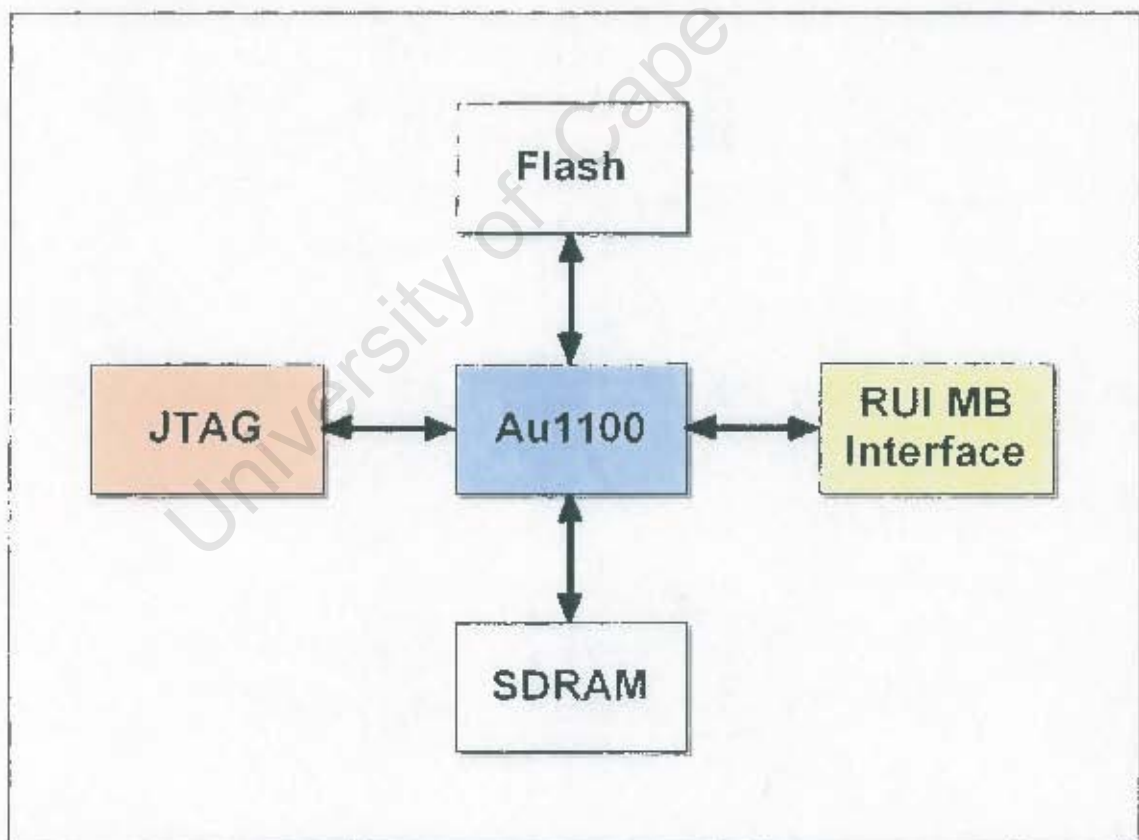 Flash
JTAG
Au1100
RUI MB
Interface
SDRAM
University of Cape